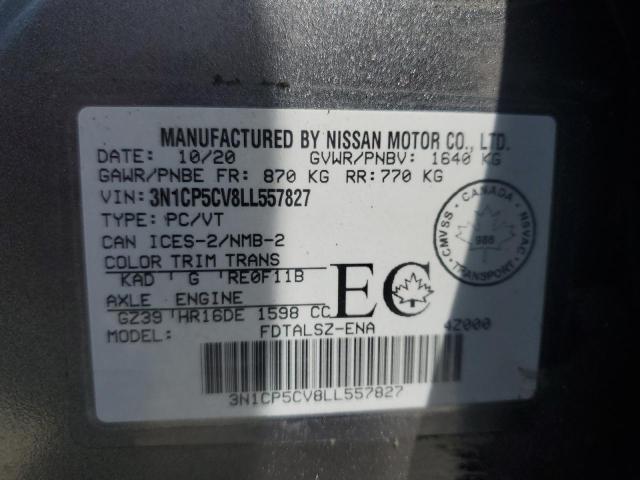 MANUFACTURED BY NISSAN MOTOR CO., LTD.
DATE: 10/20 GVWR/PNBV: 1640 KG
GAWR/PNBE FR: 870 KG RR: 770 KG
VIN: 3N1CP5CV8LL557827
TYPE: PC/VT
CAN ICES-2/NMB-2
COLOR TRIM TRANS
KAD G RE0F11B
AXLE ENGINE
GZ39 HR16DE 1598 CC
MODEL: FDTALSZ-ENA 4Z000
EC
CANADA
CMVSS NSVAC
986
TRANSPORT
3N1CP5CV8LL557827